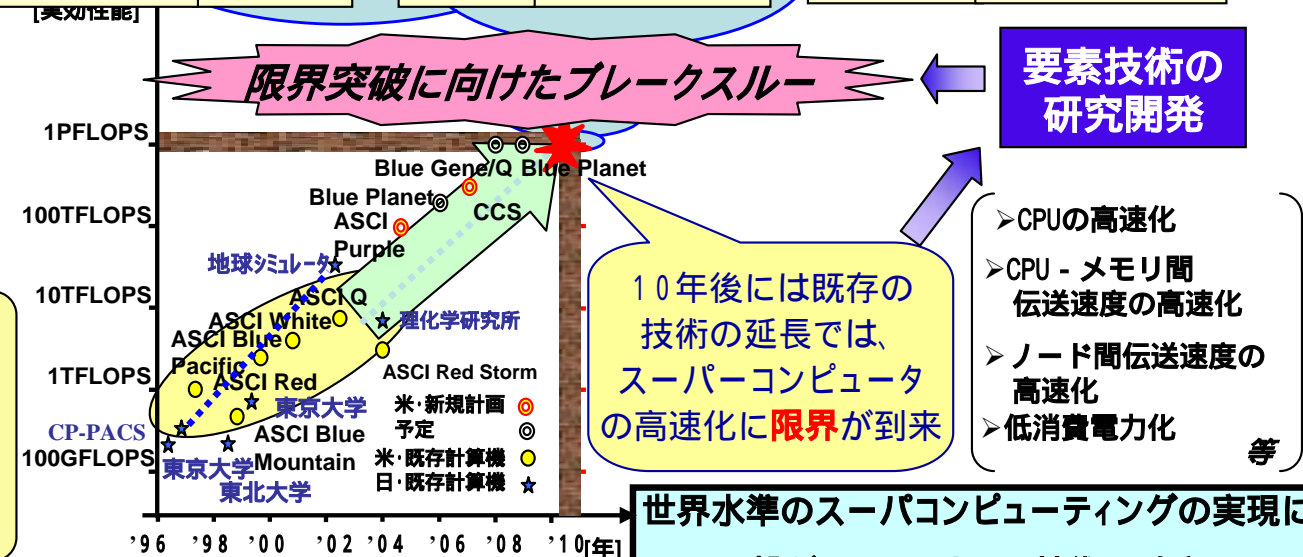 [実効性能]
限界突破に向けたブレークスルー
要素技術の
研究開発
1PFLOPS
100TFLOPS
10TFLOPS
1TFLOPS
100GFLOPS
Blue Gene/Q Blue Planet
Blue Planet
CCS
ASCI
Purple
地球シミュレータ
ASCI Q
ASCI White
理化学研究所
ASCI Blue
Pacific
ASCI Red
ASCI Red Storm
東京大学
CP-PACS
ASCI Blue
Mountain
東京大学
東北大学
米・新規計画
予定
米・既存計算機
日・既存計算機
'96 '98 '00 '02 '04 '06 '08 '10[年]
10年後には既存の
技術の延長では、
スーパーコンピュータ
の高速化に限界が到来
➢CPUの高速化
➢CPU - メモリ間
伝送速度の高速化
➢ノード間伝送速度の
高速化
➢低消費電力化
等
世界水準のスーパコンピューティングの実現に